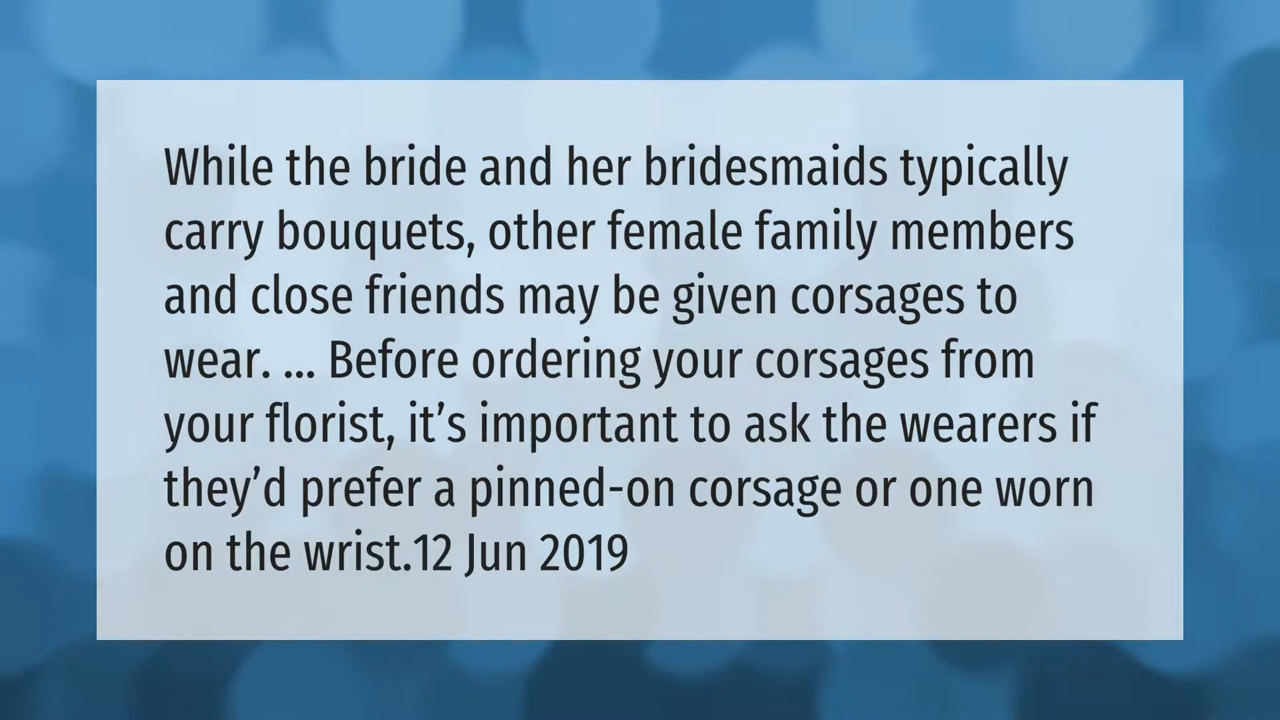 While the bride and her bridesmaids typically
carry bouquets, other female family members
and close friends may be given corsages to
wear. ... Before ordering your corsages from
your florist, it’s important to ask the wearers if
they’d prefer a pinned-on corsage or one worn
on the wrist.12 Jun 2019